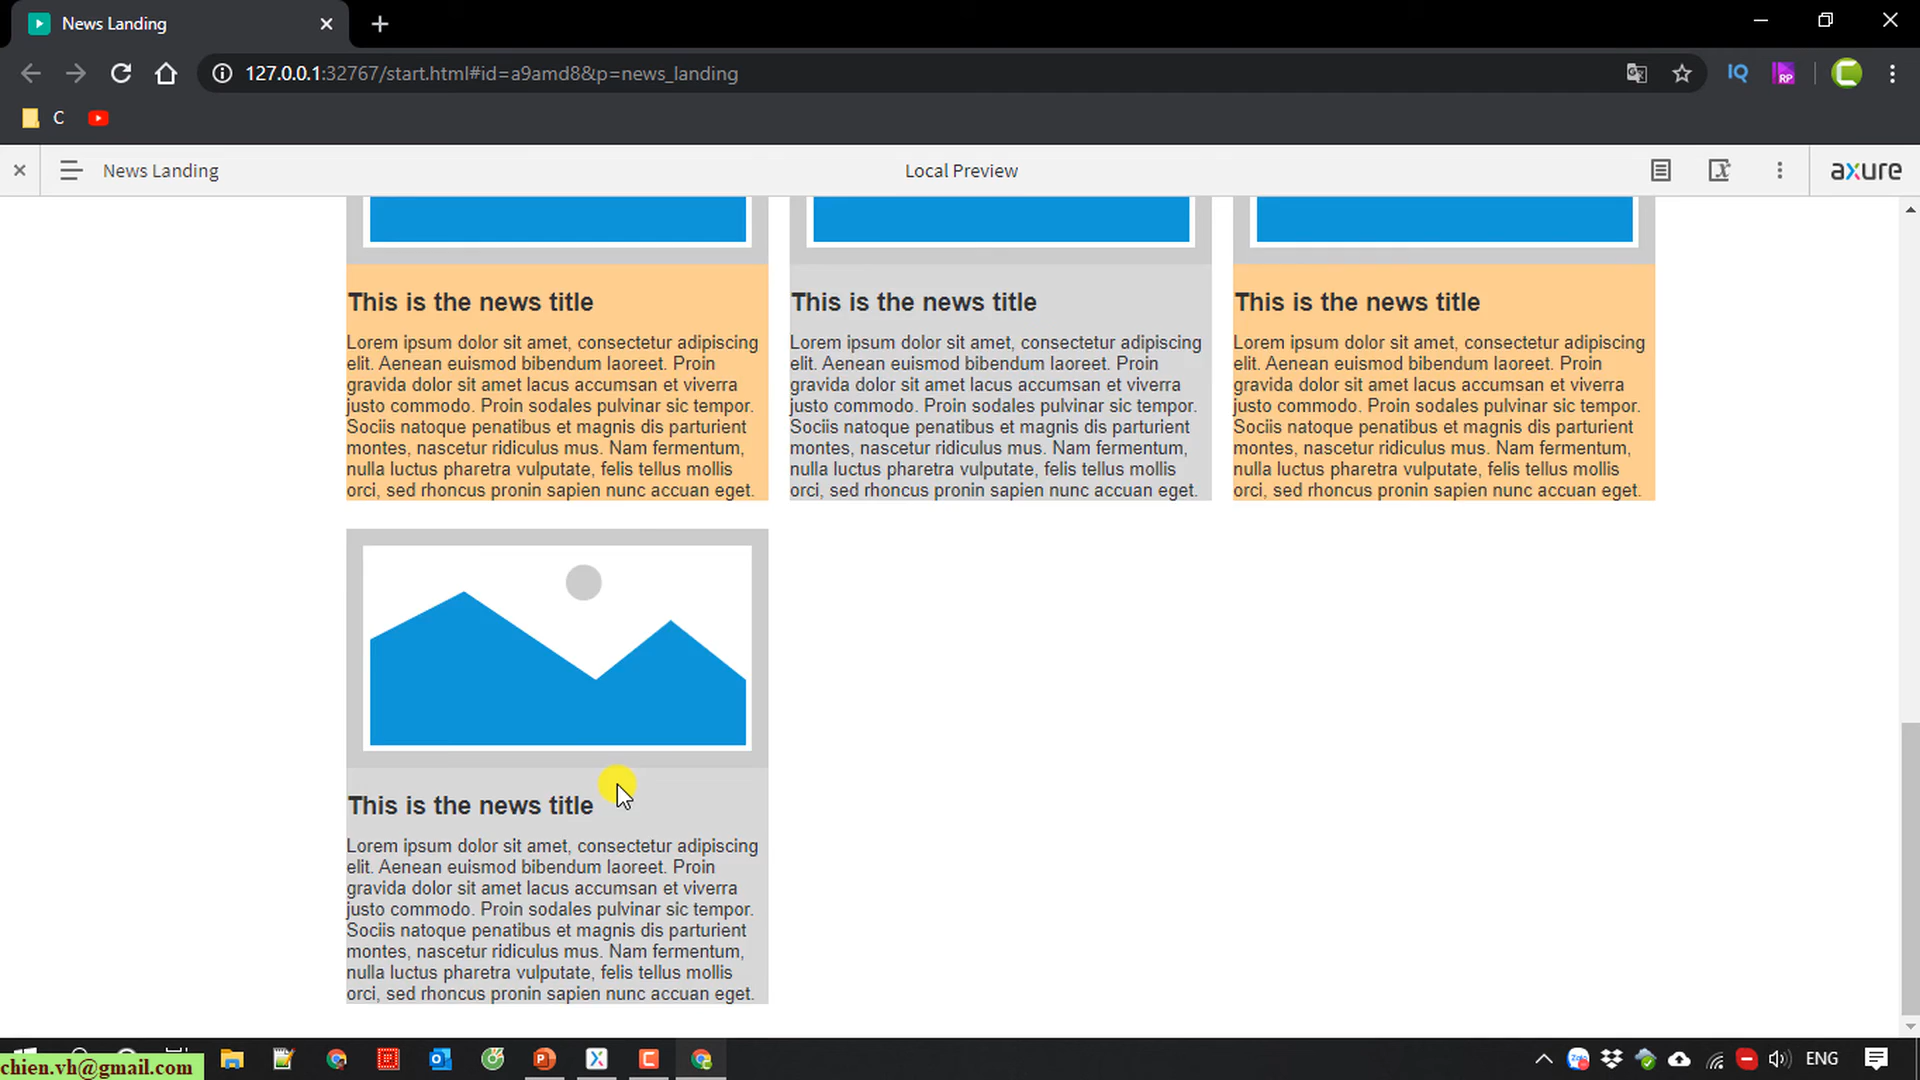 News Landing
127.0.0.1:32767/start.html#id=a9amd8&p=news_landing
IQ
RP
C
News Landing
Local Preview
axure
This is the news title
Lorem ipsum dolor sit amet, consectetur adipiscing
elit. Aenean euismod bibendum laoreet. Proin
gravida dolor sit amet lacus accumsan et viverra
justo commodo. Proin sodales pulvinar sic tempor.
Sociis natoque penatibus et magnis dis parturient
montes, nascetur ridiculus mus. Nam fermentum,
nulla luctus pharetra vulputate, felis tellus mollis
orci, sed rhoncus pronin sapien nunc accuan eget.
This is the news title
Lorem ipsum dolor sit amet, consectetur adipiscing
elit. Aenean euismod bibendum laoreet. Proin
gravida dolor sit amet lacus accumsan et viverra
justo commodo. Proin sodales pulvinar sic tempor.
Sociis natoque penatibus et magnis dis parturient
montes, nascetur ridiculus mus. Nam fermentum,
nulla luctus pharetra vulputate, felis tellus mollis
orci, sed rhoncus pronin sapien nunc accuan eget.
This is the news title
Lorem ipsum dolor sit amet, consectetur adipiscing
elit. Aenean euismod bibendum laoreet. Proin
gravida dolor sit amet lacus accumsan et viverra
justo commodo. Proin sodales pulvinar sic tempor.
Sociis natoque penatibus et magnis dis parturient
montes, nascetur ridiculus mus. Nam fermentum,
nulla luctus pharetra vulputate, felis tellus mollis
orci, sed rhoncus pronin sapien nunc accuan eget.
This is the news title
Lorem ipsum dolor sit amet, consectetur adipiscing
elit. Aenean euismod bibendum laoreet. Proin
gravida dolor sit amet lacus accumsan et viverra
justo commodo. Proin sodales pulvinar sic tempor.
Sociis natoque penatibus et magnis dis parturient
montes, nascetur ridiculus mus. Nam fermentum,
nulla luctus pharetra vulputate, felis tellus mollis
orci, sed rhoncus pronin sapien nunc accuan eget.
chien.vh@gmail.com
Zalo
ENG